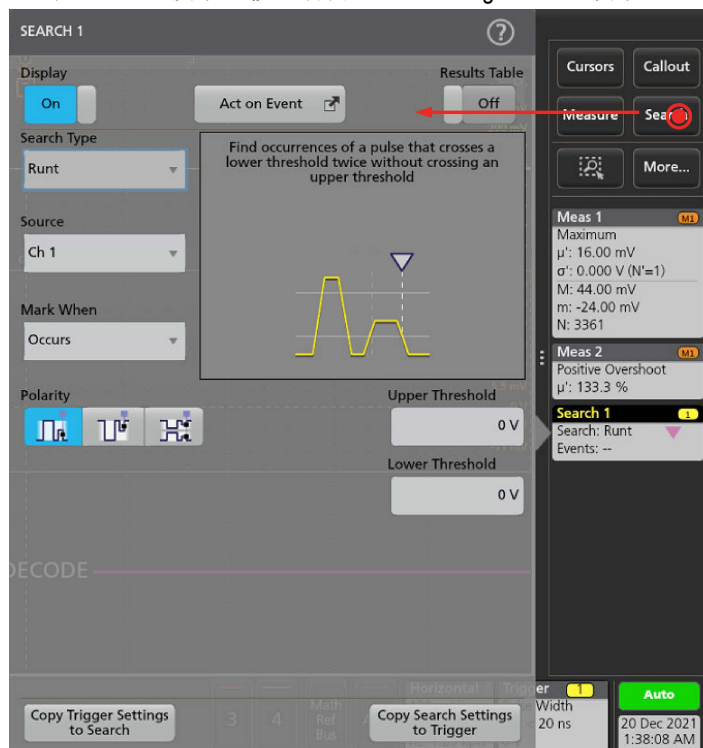 SEARCH 1
?
Display
Results Table
On
Act on Event
Off
Search Type
Runt
Find occurrences of a pulse that crosses a
lower threshold twice without crossing an
upper threshold
Source
Ch 1
Mark When
Occurs
Polarity
Upper Threshold
0 V
Lower Threshold
0 V
DECODE
Horizontal
Copy Trigger Settings
to Search
3
4
Math
Ref
Bus
Copy Search Settings
to Trigger
Cursors
Callout
Measure
Search
More...
Meas 1
M1
Maximum
µ': 16.00 mV
σ': 0.000 V (N'=1)
M: 44.00 mV
m: -24.00 mV
N: 3361
Meas 2
M1
Positive Overshoot
µ': 133.3 %
Search 1
1
Search: Runt
Events: --
Trigger
1
Width
20 ns
Auto
20 Dec 2021
1:38:08 AM